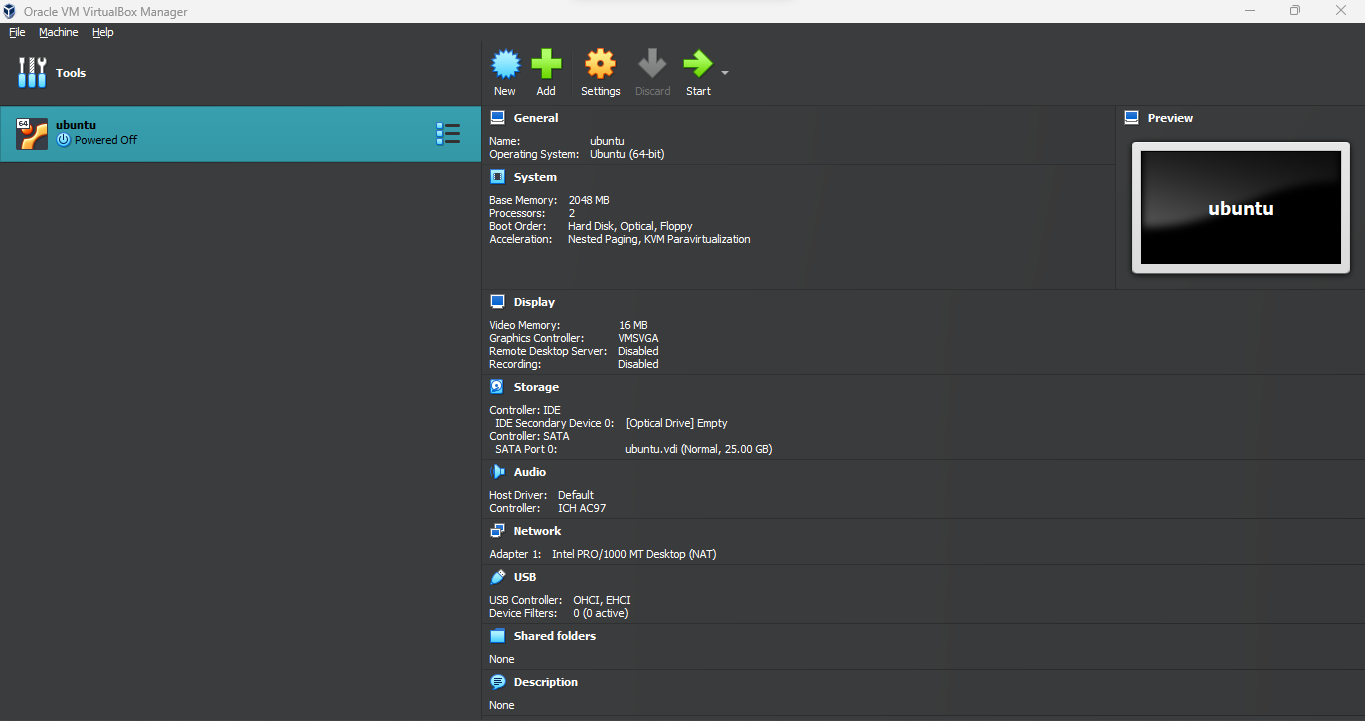 Oracle VM VirtualBox Manager
File Machine Help
Tools
New Add Settings Discard Start
64
ubuntu
Powered Off
General
Name: ubuntu
Operating System: Ubuntu (64-bit)
Preview
ubuntu
System
Base Memory: 2048 MB
Processors: 2
Boot Order: Hard Disk, Optical, Floppy
Acceleration: Nested Paging, KVM Paravirtualization
Display
Video Memory: 16 MB
Graphics Controller: VMSVGA
Remote Desktop Server: Disabled
Recording: Disabled
Storage
Controller: IDE
IDE Secondary Device 0: [Optical Drive] Empty
Controller: SATA
SATA Port 0: ubuntu.vdi (Normal, 25.00 GB)
Audio
Host Driver: Default
Controller: ICH AC97
Network
Adapter 1: Intel PRO/1000 MT Desktop (NAT)
USB
USB Controller: OHCI, EHCI
Device Filters: 0 (0 active)
Shared folders
None
Description
None